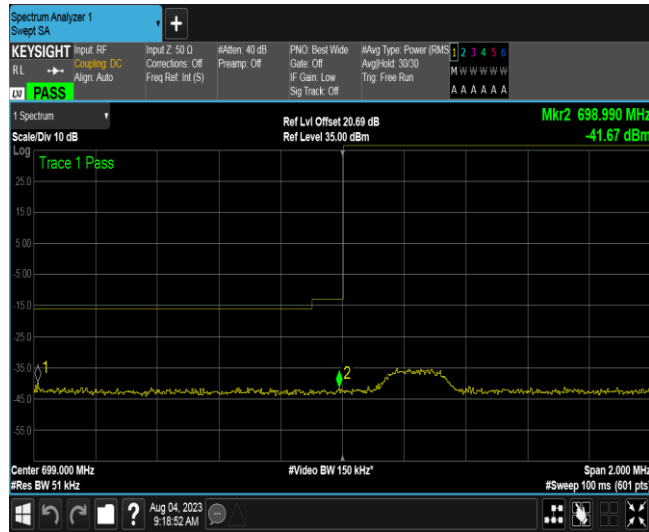 Spectrum Analyzer 1
Swept SA
+
KEYSIGHT Input: RF Input Z: 50 Ω #Atten: 40 dB PNO: Best Wide #Avg Type: Power (RMS 1 2 3 4 5 6
RL Coupling: DC Corrections: Off Preamp: Off Gate: Off Avg|Hold: 30/30 M W W W W W
Align: Auto Freq Ref: Int (S) IF Gain: Low Trig: Free Run
LXI PASS Sig Track: Off A A A A A A
1 Spectrum Ref Lvl Offset 20.69 dB Mkr2 698.990 MHz
Scale/Div 10 dB Ref Level 35.00 dBm -41.67 dBm
Log
Trace 1 Pass
25.0
15.0
5.00
-5.00
-15.0
-25.0
-35.0
1
2
-45.0
-55.0
Center 699.000 MHz #Video BW 150 kHz* Span 2.000 MHz
#Res BW 51 kHz #Sweep 100 ms (601 pts)
? Aug 04, 2023
9:18:52 AM